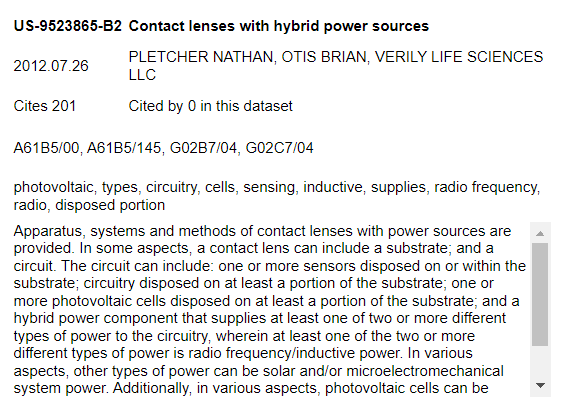 US-9523865-B2 Contact lenses with hybrid power sources
2012.07.26 PLETCHER NATHAN, OTIS BRIAN, VERILY LIFE SCIENCES
LLC
Cites 201 Cited by 0 in this dataset
A61B5/00, A61B5/145, G02B7/04, G02C7/04
photovoltaic, types, circuitry, cells, sensing, inductive, supplies, radio frequency,
radio, disposed portion
Apparatus, systems and methods of contact lenses with power sources are
provided. In some aspects, a contact lens can include a substrate; and a
circuit. The circuit can include: one or more sensors disposed on or within the
substrate; circuitry disposed on at least a portion of the substrate; one or
more photovoltaic cells disposed on at least a portion of the substrate; and a
hybrid power component that supplies at least one of two or more different
types of power to the circuitry, wherein at least one of the two or more
different types of power is radio frequency/inductive power. In various
aspects, other types of power can be solar and/or microelectromechanical
system power. Additionally, in various aspects, photovoltaic cells can be